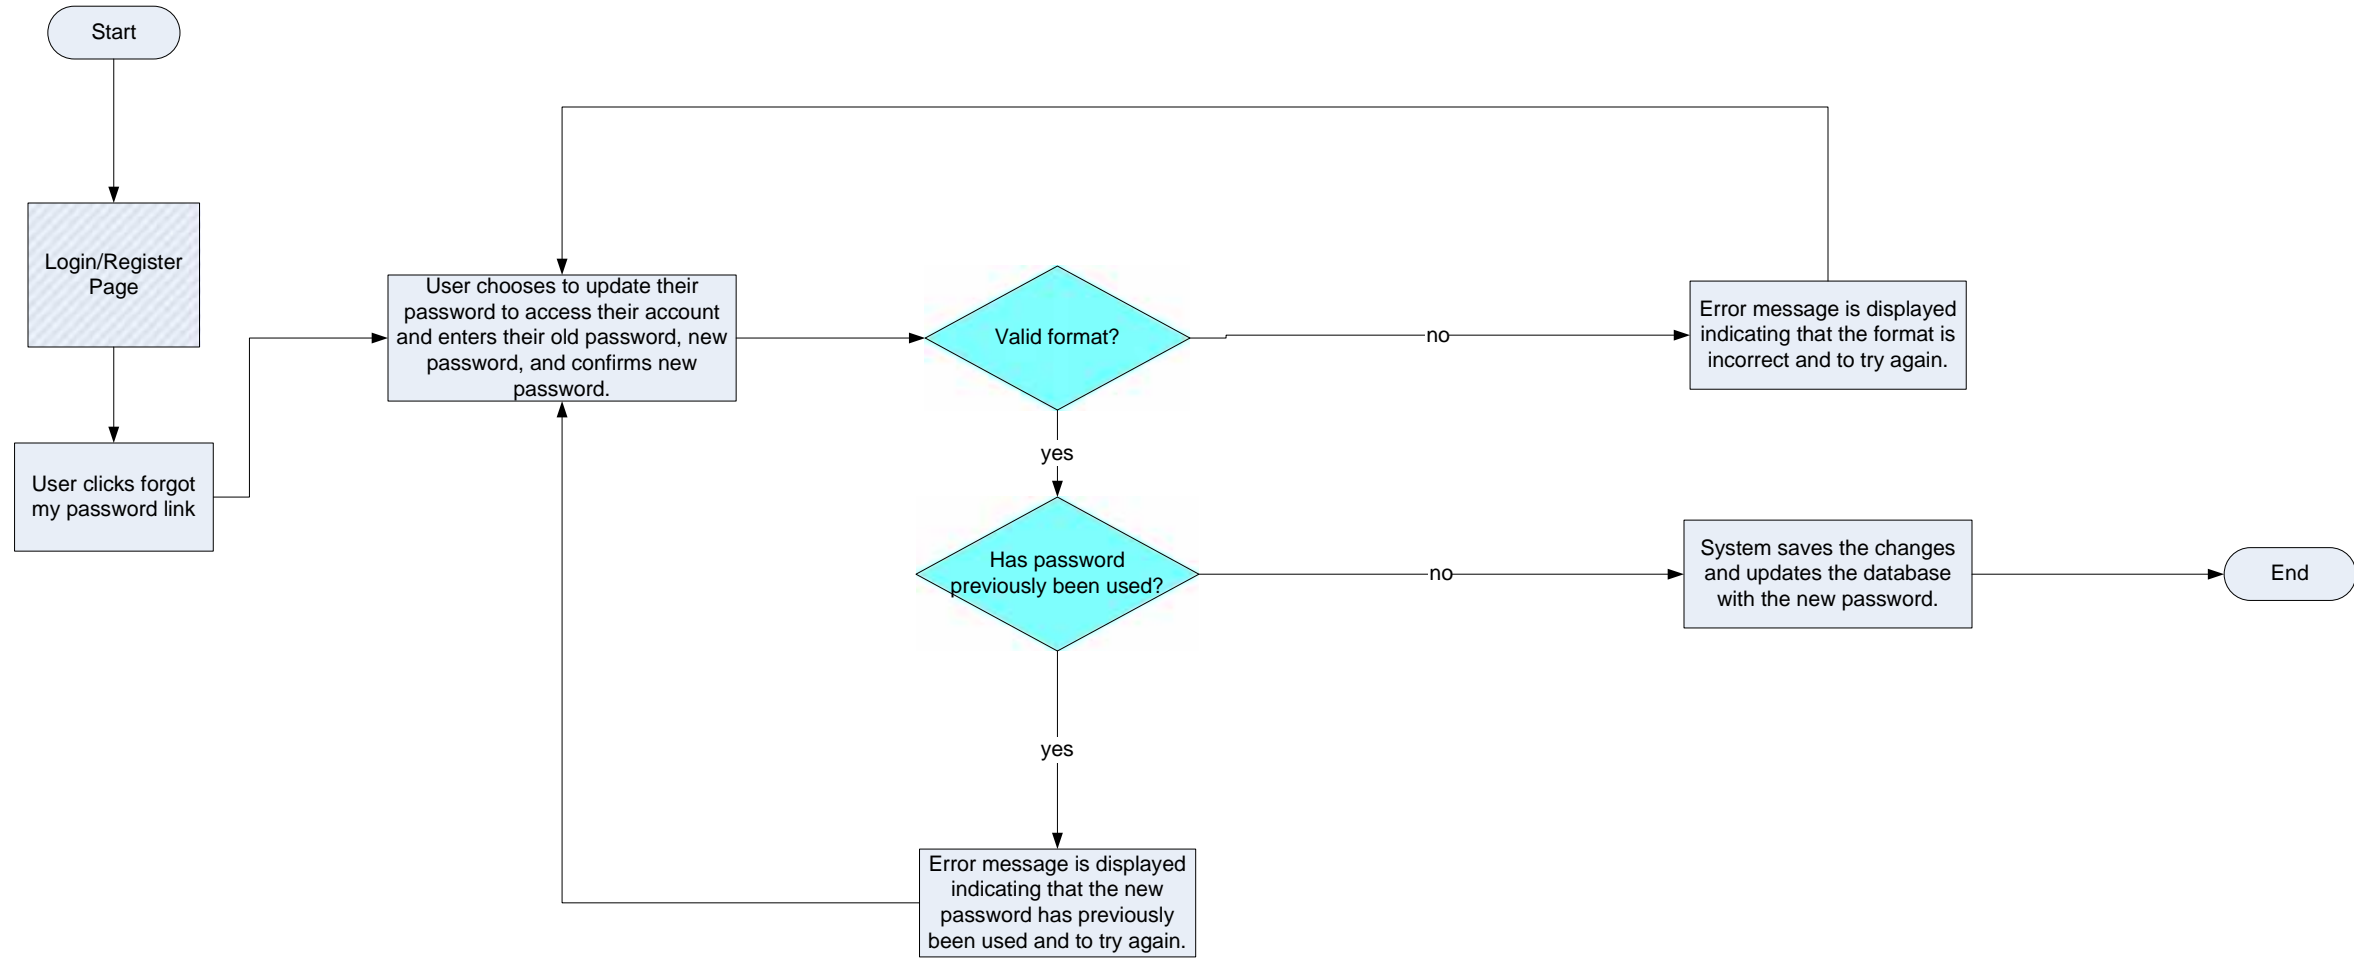 Start
Login/Register
Page
User clicks forgot
my password link
User chooses to update their
password to access their account
and enters their old password, new
password, and confirms new
password.
Valid format?
no
Error message is displayed
indicating that the format is
incorrect and to try again.
yes
Has password
previously been used?
no
System saves the changes
and updates the database
with the new password.
End
yes
Error message is displayed
indicating that the new
password has previously
been used and to try again.